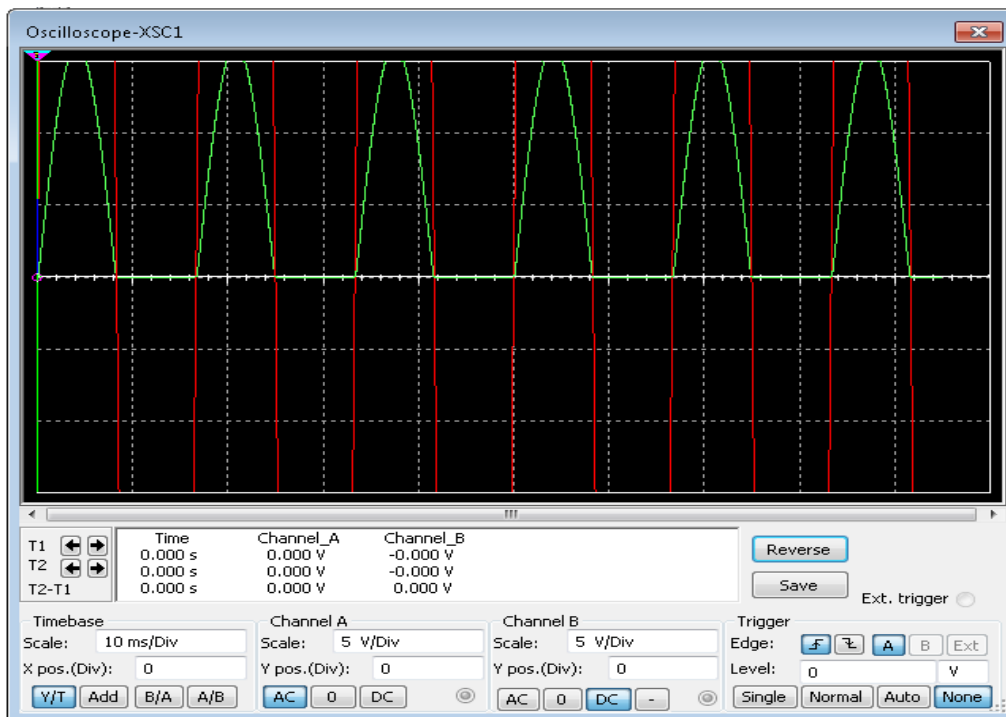 Oscilloscope-XSC1
Time Channel_A Channel_B
T1 0.000 s 0.000 V -0.000 V
T2 0.000 s 0.000 V -0.000 V
T2-T1 0.000 s 0.000 V 0.000 V
Reverse
Save
Ext. trigger
Timebase
Scale: 10 ms/Div
X pos.(Div): 0
Y/T Add B/A A/B
Channel A
Scale: 5 V/Div
Y pos.(Div): 0
AC 0 DC
Channel B
Scale: 5 V/Div
Y pos.(Div): 0
AC 0 DC -
Trigger
Edge: A B Ext
Level: 0 V
Single Normal Auto None